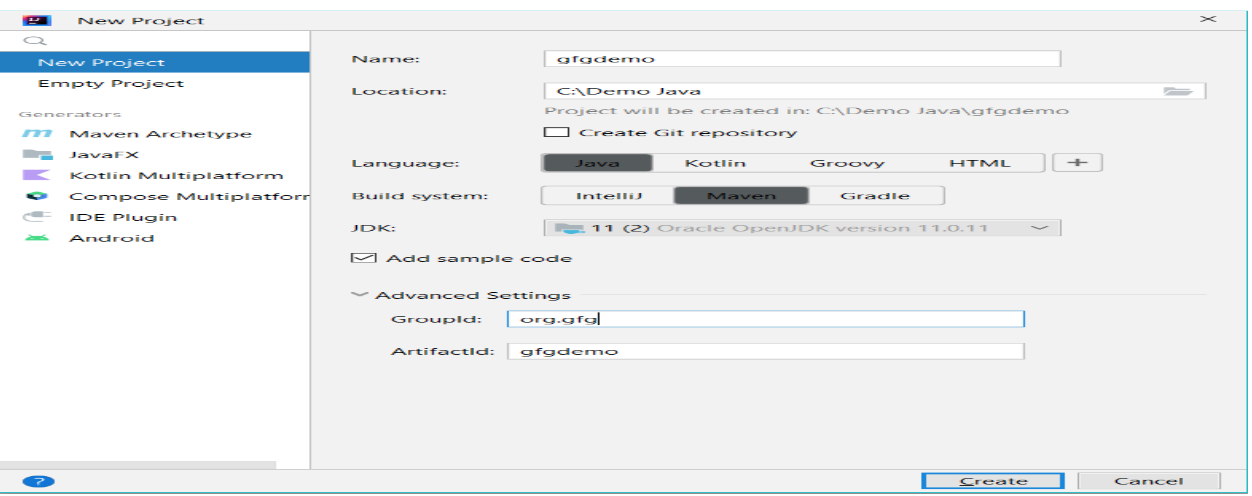 New Project
New Project
Empty Project
Generators
Maven Archetype
JavaFX
Kotlin Multiplatform
Compose Multiplatforr
IDE Plugin
Android
Name: gfgdemo
Location: C:\Demo Java
Project will be created in: C:\Demo Java\gfgdemo
Create Git repository
Language: Java Kotlin Groovy HTML +
Build system: IntelliJ Maven Gradle
JDK: 11 (2) Oracle OpenJDK version 11.0.11
Add sample code
Advanced Settings
GroupId: org.gfg
ArtifactId: gfgdemo
? Create Cancel